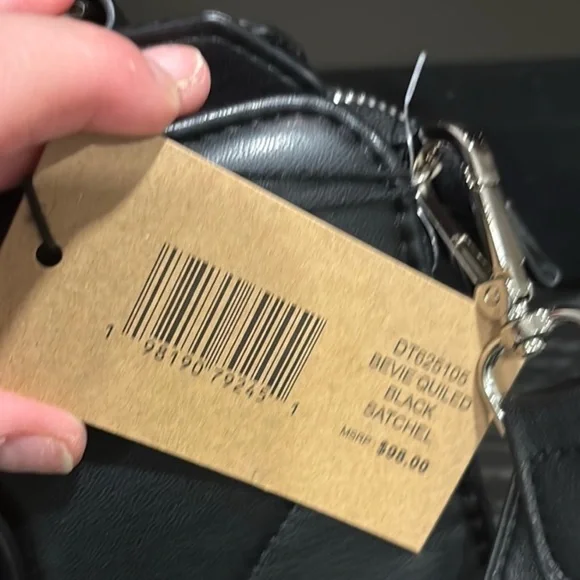 1 98190 79245 1
DT625105
BEVIE QUILED
BLACK
SATCHEL
MSRP: $98.00